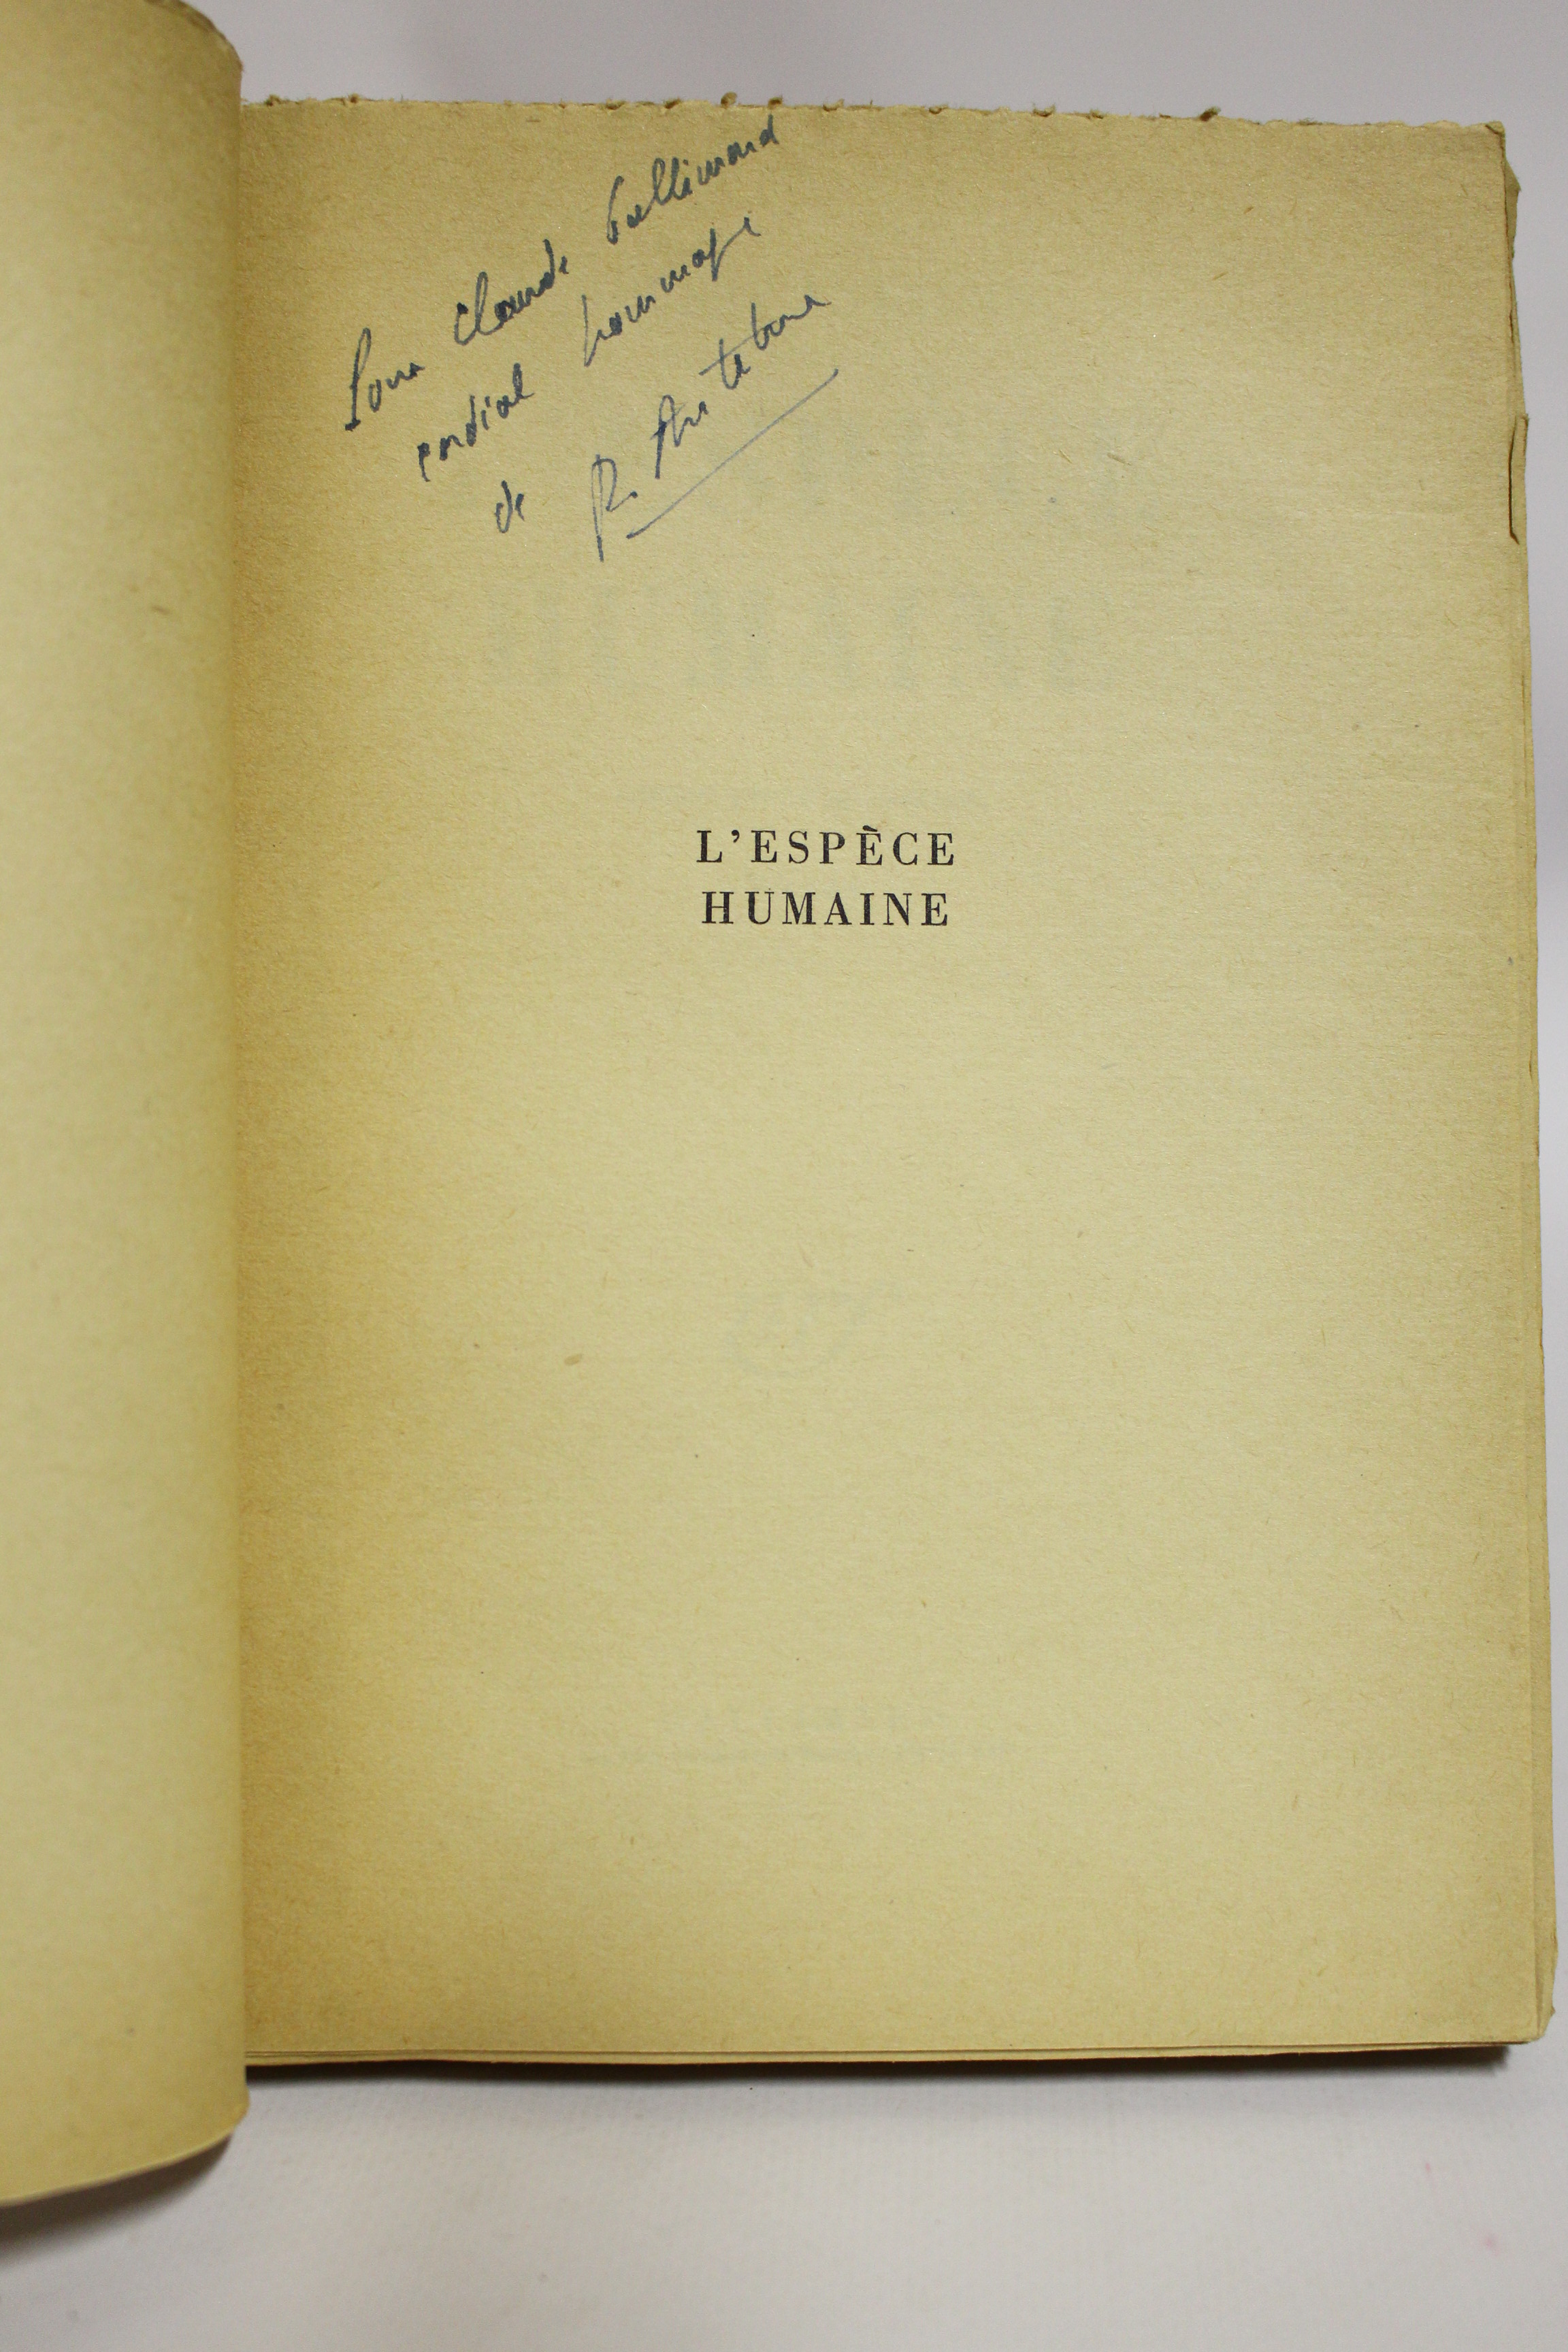 Pour Claude Gallimard
cordial hommage
de R. Antelme
L'ESPÈCE
HUMAINE